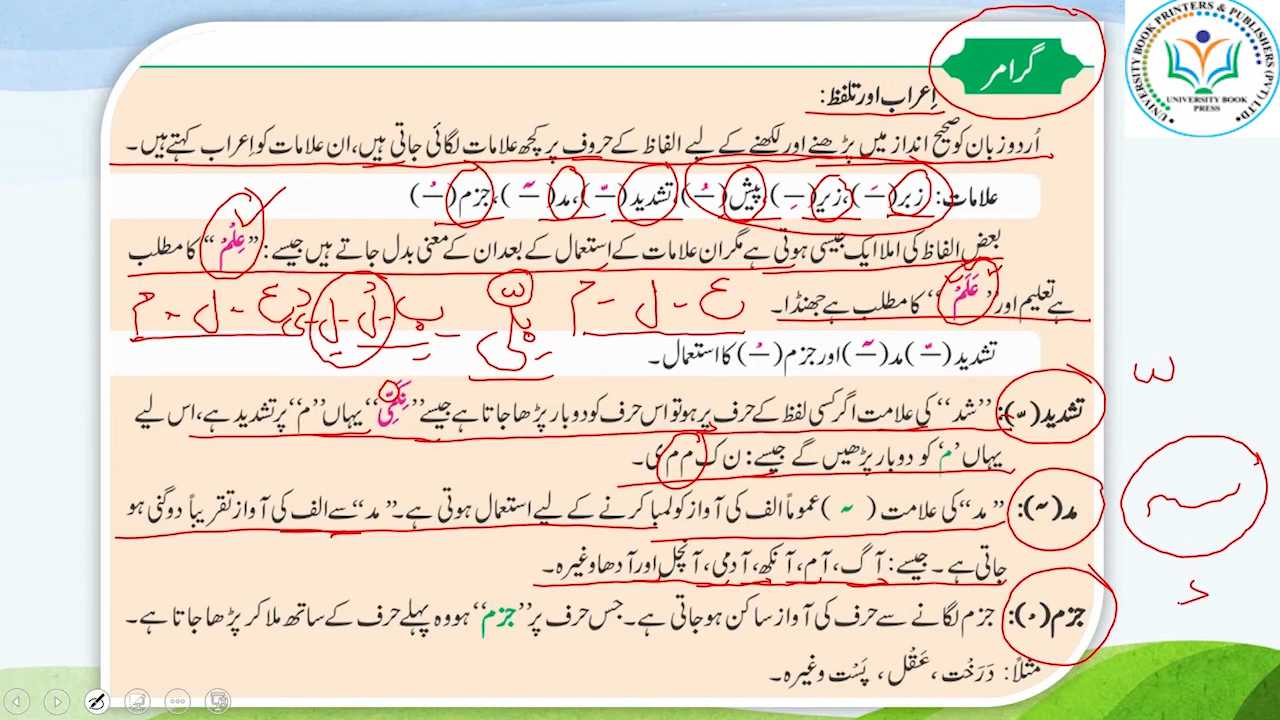 گرامر
UNIVERSITY BOOK PRINTERS & PUBLISHERS (PVT) LTD.
UNIVERSITY BOOK
PRESS
اِعراب اور تلفظ:
اُردو زبان کو صحیح انداز میں پڑھنے اور لکھنے کے لیے الفاظ کے حروف پر کچھ علامات لگائی جاتی ہیں، ان علامات کو اِعراب کہتے ہیں۔
علامات: زبر (ـَ)، زیر (ـِ)، پیش (ـُ)، تشدید (ـّ)، مد (ـٓ)، جزم (ـْ)
بعض الفاظ کی املا ایک جیسی ہوتی ہے مگر ان علامات کے استعمال کے بعد ان کے معنی بدل جاتے ہیں جیسے: ”عِلْمْ“ کا مطلب
ہے تعلیم اور ”عَلَمْ“ کا مطلب ہے جھنڈا۔
ع - ل - م
بلّی
ب - ل - ل - ی
ع - ل - م
تشدید (ـّ) مد (ـٓ) اور جزم (ـْ) کا استعمال۔
تشدید (ـّ): ”شد“ کی علامت اگر کسی لفظ کے حرف پر ہو تو اس حرف کو دو بار پڑھا جاتا ہے جیسے ”نِکَمّی“ یہاں ”م“ پر تشدید ہے، اس لیے
یہاں ’م‘ کو دو بار پڑھیں گے جیسے: ن ک م م ی۔
مد (~): ”مد“ کی علامت ( ~ ) عموماً الف کی آواز کو لمبا کرنے کے لیے استعمال ہوتی ہے۔ ”مد“ سے الف کی آواز تقریباً دوگنی ہو
جاتی ہے۔ جیسے: آگ، آم، آنکھ، آدمی، آنچل اور آدھا وغیرہ۔
جزم (ـْ): جزم لگانے سے حرف کی آواز ساکن ہو جاتی ہے۔ جس حرف پر ”جزم“ ہو وہ پہلے حرف کے ساتھ ملا کر پڑھا جاتا ہے۔
مثلاً: دَرَخْت، عَقْل، پَسْت وغیرہ۔